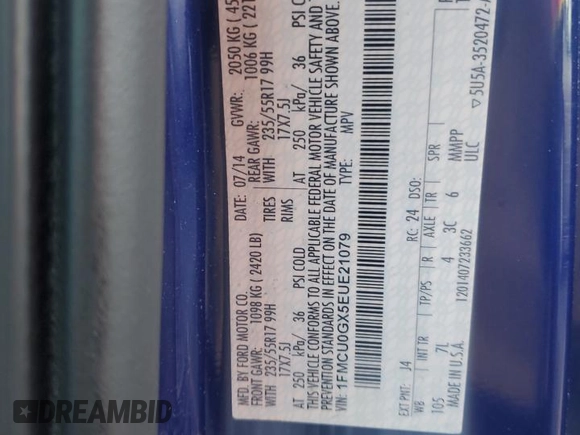 MFD. BY FORD MOTOR CO.
DATE: 07/14 GVWR: 2050 KG ( 45
FRONT GAWR: 1098 KG ( 2420 LB) REAR GAWR: 1006 KG ( 221
WITH 235/55R17 99H TIRES WITH 235/55R17 99H
17X7.5J RIMS 17X7.5J
AT 250 kPa/ 36 PSI COLD AT 250 kPa/ 36 PSI CO
THIS VEHICLE CONFORMS TO ALL APPLICABLE FEDERAL MOTOR VEHICLE SAFETY AND
PREVENTION STANDARDS IN EFFECT ON THE DATE OF MANUFACTURE SHOWN ABOVE.
VIN: 1FMCU0GX5EUE21079 TYPE: MPV
EXT PNT: J4 RC: 24 DSO:
WB INT TR TP/PS R AXLE TR SPR
105 7L 4 3C 6 MMPP
MADE IN U.S.A. ULC
1201407233662
▽ 5U5A-3520472-
DREAMBID